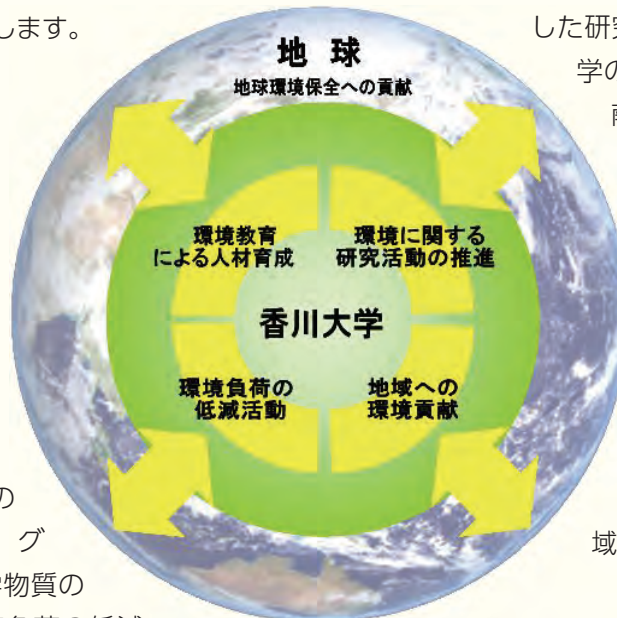 します。
した研究
学の
地 球
地球環境保全への貢献
環境教育
による人材育成
環境に関する
研究活動の推進
香川大学
環境負荷の
低減活動
地域への
環境貢献
の
グ
物質の
域